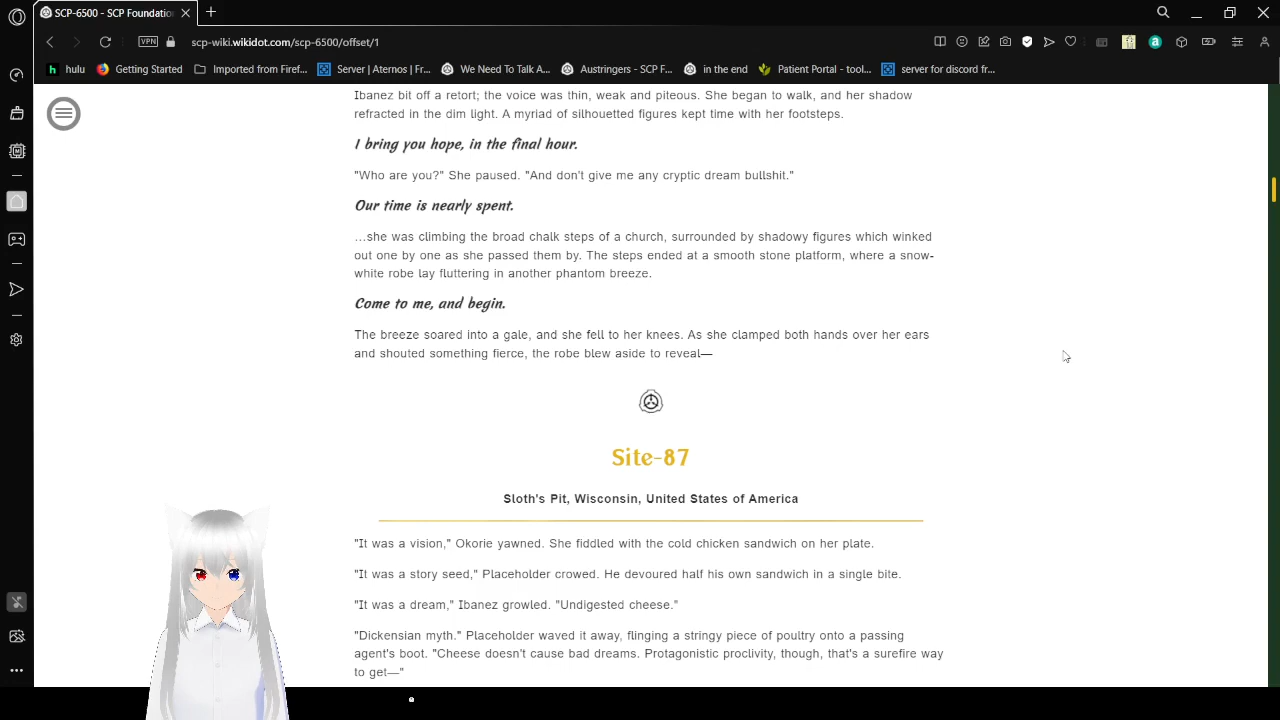 SCP-6500 - SCP Foundatio
scp-wiki.wikidot.com/scp-6500/offset/1
VPN
hulu
Getting Started
Imported from Firef...
Server | Aternos | Fr...
We Need To Talk A...
Austringers - SCP F...
in the end
Patient Portal - tool...
server for discord fr...
Ibanez bit off a retort; the voice was thin, weak and piteous. She began to walk, and her shadow
refracted in the dim light. A myriad of silhouetted figures kept time with her footsteps.
I bring you hope, in the final hour.
"Who are you?" She paused. "And don't give me any cryptic dream bullshit."
Our time is nearly spent.
…she was climbing the broad chalk steps of a church, surrounded by shadowy figures which winked
out one by one as she passed them by. The steps ended at a smooth stone platform, where a snow-
white robe lay fluttering in another phantom breeze.
Come to me, and begin.
The breeze soared into a gale, and she fell to her knees. As she clamped both hands over her ears
and shouted something fierce, the robe blew aside to reveal—
Site-87
Sloth's Pit, Wisconsin, United States of America
"It was a vision," Okorie yawned. She fiddled with the cold chicken sandwich on her plate.
"It was a story seed," Placeholder crowed. He devoured half his own sandwich in a single bite.
"It was a dream," Ibanez growled. "Undigested cheese."
"Dickensian myth." Placeholder waved it away, flinging a stringy piece of poultry onto a passing
agent's boot. "Cheese doesn't cause bad dreams. Protagonistic proclivity, though, that's a surefire way
to get—"